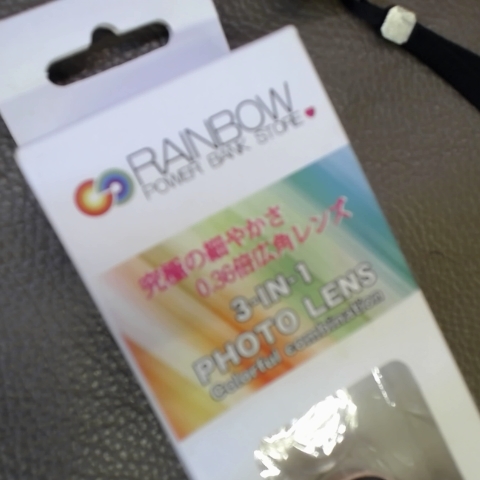 RAINBOW
POWER BANK STORE
究極の細やかさ
0.36倍広角レンズ
3-IN-1
PHOTO LENS
Colorful combination